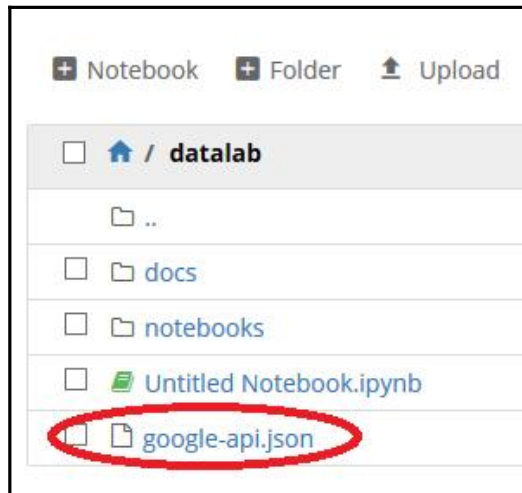 Notebook Folder Upload
/ datalab
..
docs
notebooks
Untitled Notebook.ipynb
google-api.json